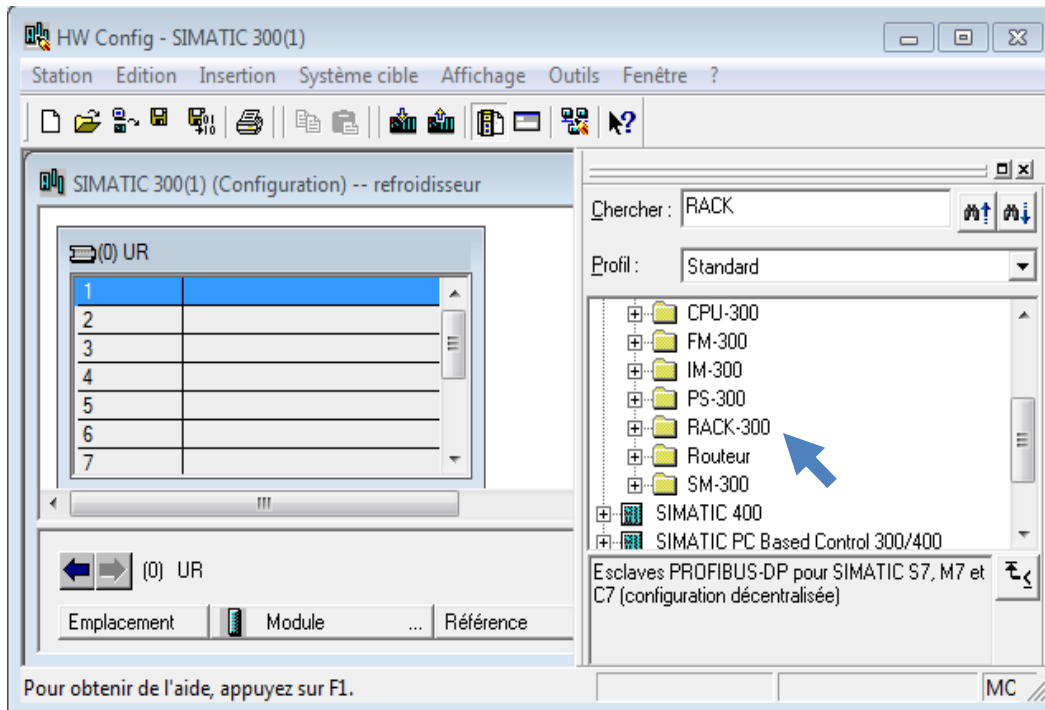 HW Config - SIMATIC 300(1)
Station Edition Insertion Système cible Affichage Outils Fenêtre ?
SIMATIC 300(1) (Configuration) -- refroidisseur
(0) UR
1
2
3
4
5
6
7
(0) UR
Emplacement Module ... Référence
Chercher : RACK
Profil : Standard
CPU-300
FM-300
IM-300
PS-300
RACK-300
Routeur
SM-300
SIMATIC 400
SIMATIC PC Based Control 300/400
Esclaves PROFIBUS-DP pour SIMATIC S7, M7 et
C7 (configuration décentralisée)
Pour obtenir de l'aide, appuyez sur F1.
MC